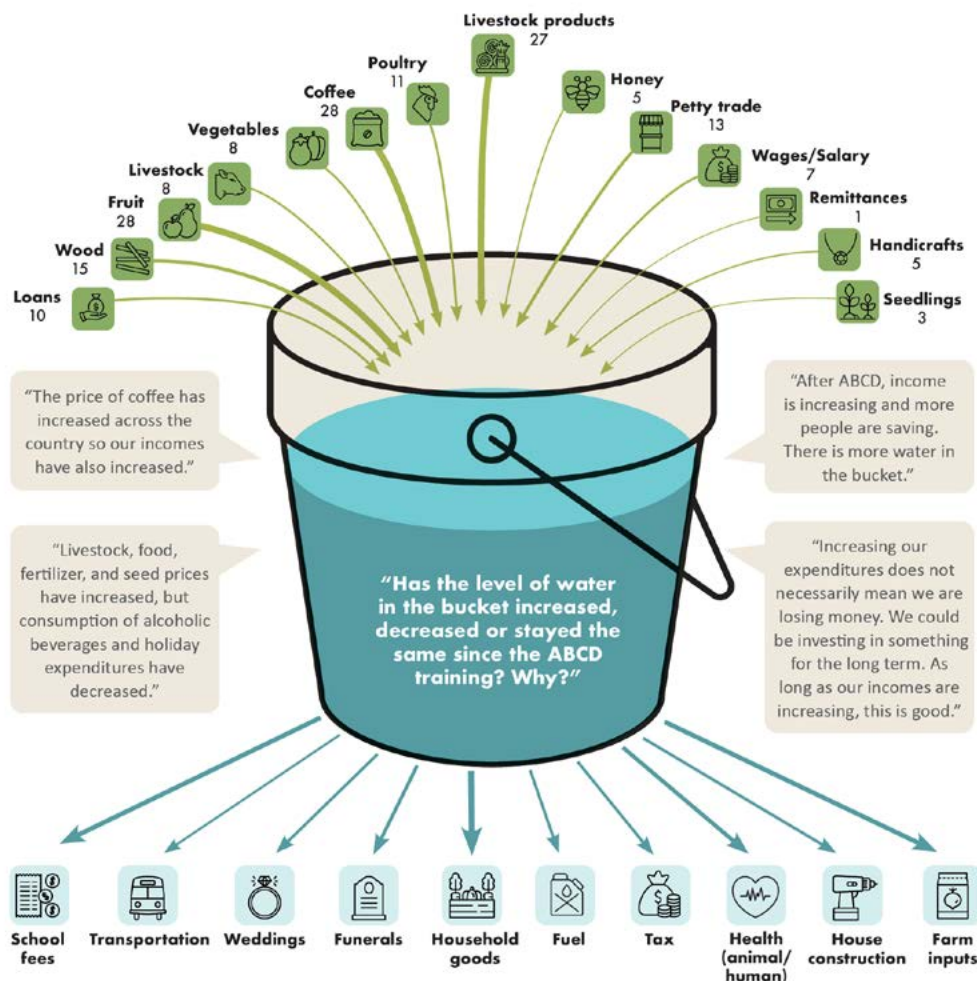 Livestock products
27
Poultry
11
Honey
5
Coffee
28
Petty trade
13
Vegetables
8
Wages/Salary
7
Livestock
8
Remittances
1
Fruit
28
Handicrafts
5
Wood
15
Seedlings
3
Loans
10
“The price of coffee has
increased across the
country so our incomes
have also increased.”
“After ABCD, income
is increasing and more
people are saving.
There is more water in
the bucket.”
“Livestock, food,
fertilizer, and seed prices
have increased, but
consumption of alcoholic
beverages and holiday
expenditures have
decreased.”
“Has the level of water
in the bucket increased,
decreased or stayed the
same since the ABCD
training? Why?”
“Increasing our
expenditures does not
necessarily mean we are
losing money. We could
be investing in something
for the long term. As
long as our incomes are
increasing, this is good.”
School
fees
Transportation
Weddings
Funerals
Household
goods
Fuel
Tax
Health
(animal/
human)
House
construction
Farm
inputs